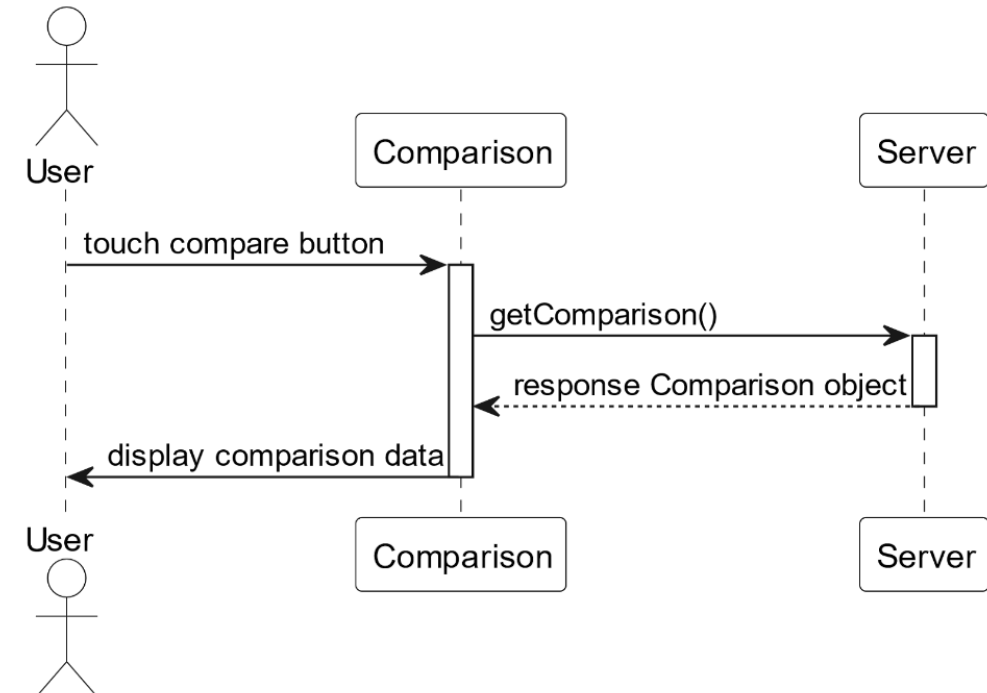 User
Comparison
Server
touch compare button
getComparison()
response Comparison object
display comparison data
User
Comparison
Server